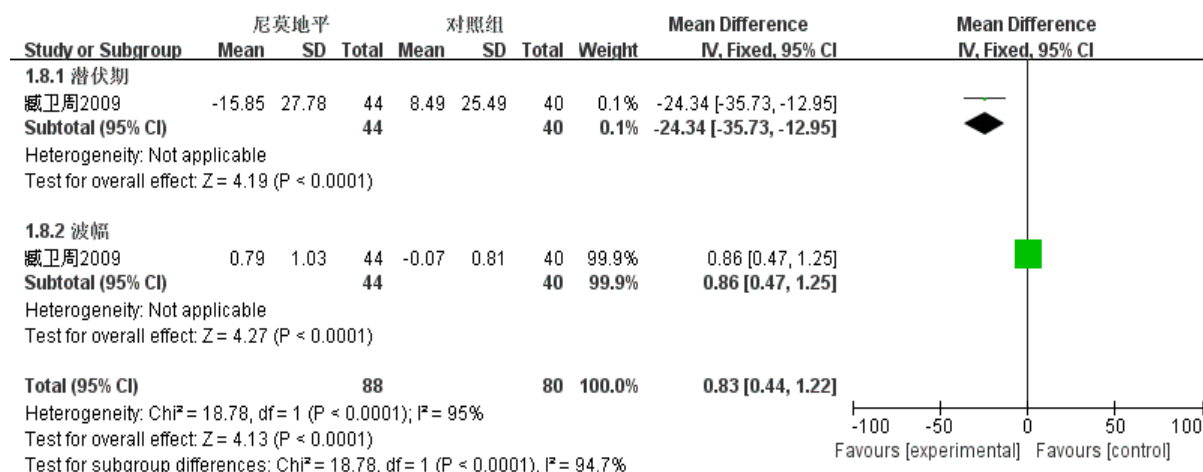 尼莫地平 对照组 Mean Difference Mean Difference
Study or Subgroup Mean SD Total Mean SD Total Weight IV, Fixed, 95% CI IV, Fixed, 95% CI
1.8.1 潜伏期
臧卫周2009 -15.85 27.78 44 8.49 25.49 40 0.1% -24.34 [-35.73, -12.95]
Subtotal (95% CI) 44 40 0.1% -24.34 [-35.73, -12.95]
Heterogeneity: Not applicable
Test for overall effect: Z = 4.19 (P < 0.0001)
1.8.2 波幅
臧卫周2009 0.79 1.03 44 -0.07 0.81 40 99.9% 0.86 [0.47, 1.25]
Subtotal (95% CI) 44 40 99.9% 0.86 [0.47, 1.25]
Heterogeneity: Not applicable
Test for overall effect: Z = 4.27 (P < 0.0001)
Total (95% CI) 88 80 100.0% 0.83 [0.44, 1.22]
Heterogeneity: Chi² = 18.78, df = 1 (P < 0.0001); I² = 95%
Test for overall effect: Z = 4.13 (P < 0.0001)
Test for subgroup differences: Chi² = 18.78, df = 1 (P < 0.0001), I² = 94.7%
-100 -50 0 50 100
Favours [experimental] Favours [control]